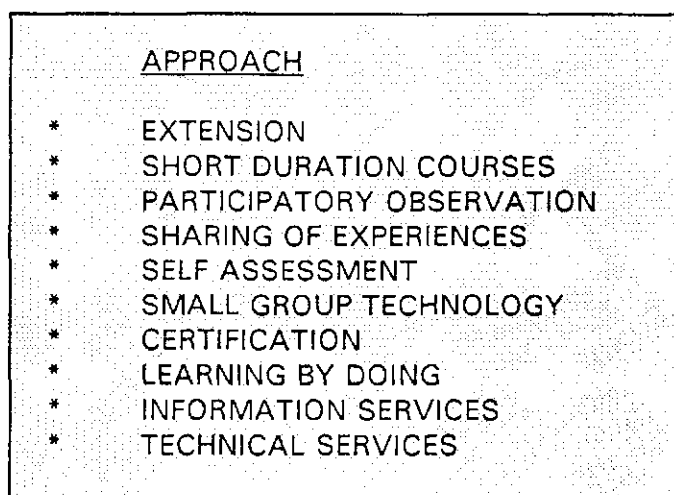 APPROACH
* EXTENSION
* SHORT DURATION COURSES
* PARTICIPATORY OBSERVATION
* SHARING OF EXPERIENCES
* SELF ASSESSMENT
* SMALL GROUP TECHNOLOGY
* CERTIFICATION
* LEARNING BY DOING
* INFORMATION SERVICES
* TECHNICAL SERVICES